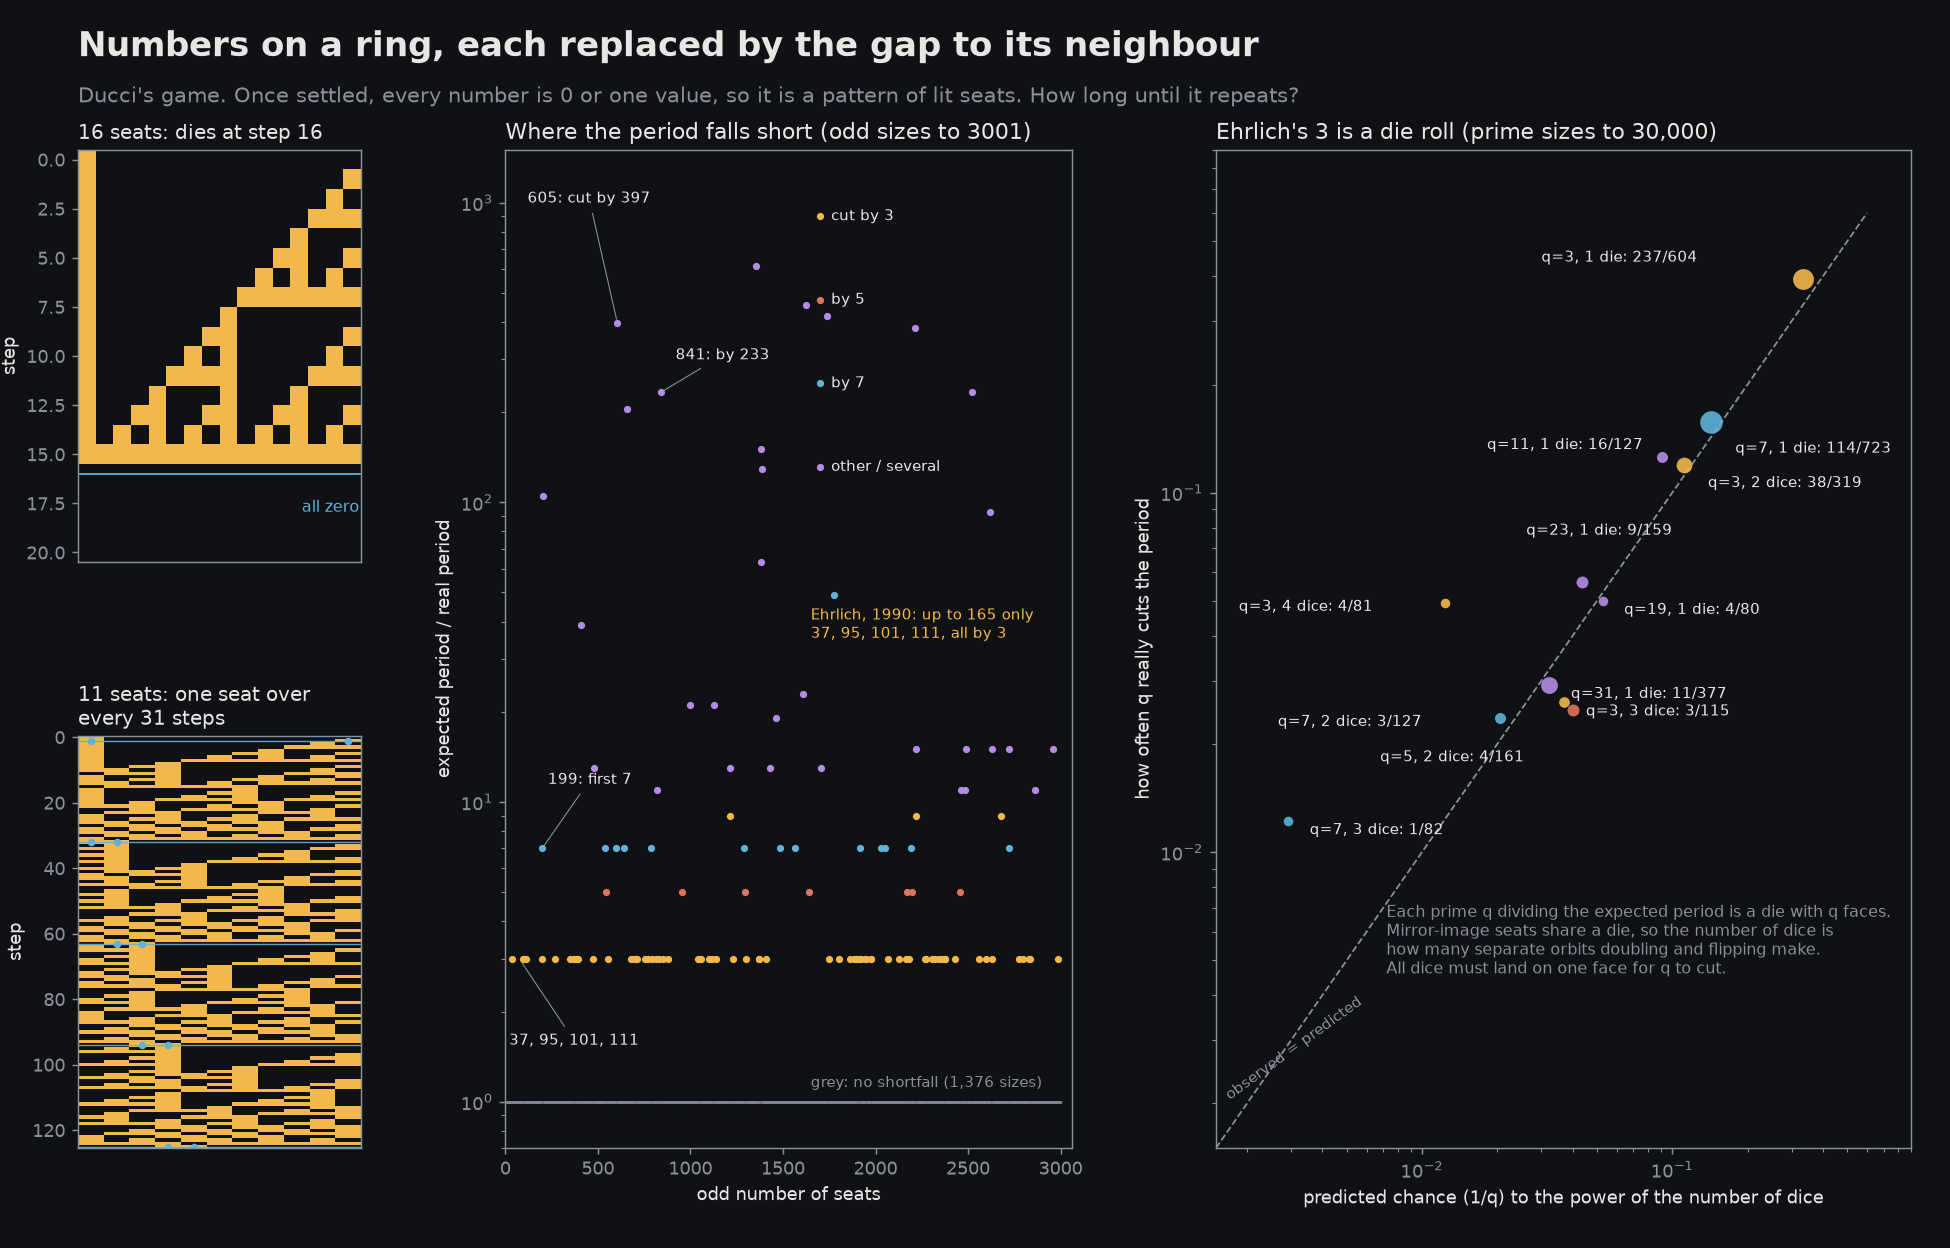 Numbers on a ring, each replaced by the gap to its neighbour
Ducci's game. Once settled, every number is 0 or one value, so it is a pattern of lit seats. How long until it repeats?
16 seats: dies at step 16
0.0
2.5
5.0
7.5
10.0
12.5
15.0
17.5
20.0
step
all zero
11 seats: one seat over
every 31 steps
0
20
40
60
80
100
120
step
Where the period falls short (odd sizes to 3001)
10³
10²
10¹
10⁰
expected period / real period
605: cut by 397
cut by 3
by 5
841: by 233
by 7
other / several
Ehrlich, 1990: up to 165 only
37, 95, 101, 111, all by 3
199: first 7
37, 95, 101, 111
grey: no shortfall (1,376 sizes)
0
500
1000
1500
2000
2500
3000
odd number of seats
Ehrlich's 3 is a die roll (prime sizes to 30,000)
10⁻¹
10⁻²
how often q really cuts the period
q=3, 1 die: 237/604
q=11, 1 die: 16/127
q=7, 1 die: 114/723
q=3, 2 dice: 38/319
q=23, 1 die: 9/159
q=3, 4 dice: 4/81
q=19, 1 die: 4/80
q=31, 1 die: 11/377
q=3, 3 dice: 3/115
q=7, 2 dice: 3/127
q=5, 2 dice: 4/161
q=7, 3 dice: 1/82
Each prime q dividing the expected period is a die with q faces.
Mirror-image seats share a die, so the number of dice is
how many separate orbits doubling and flipping make.
All dice must land on one face for q to cut.
observed = predicted
10⁻²
10⁻¹
predicted chance (1/q) to the power of the number of dice